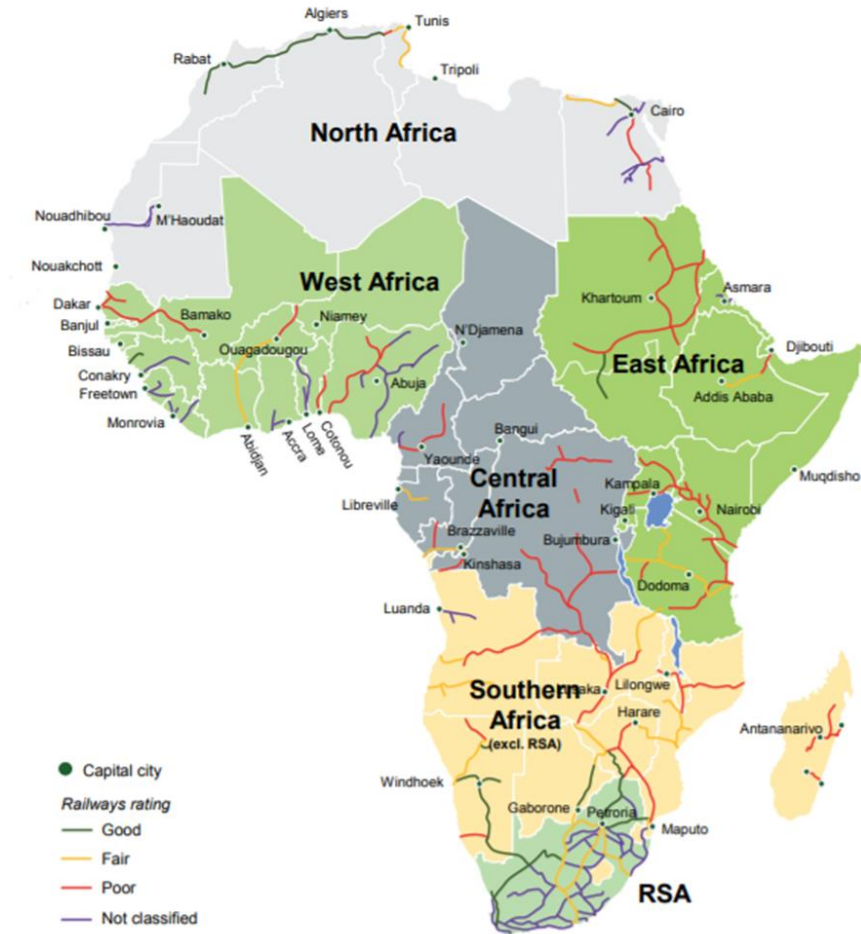 Algiers
Tunis
Rabat
Tripoli
Cairo
North Africa
Nouadhibou
M'Haoudat
Nouakchott
West Africa
Khartoum
Asmara
Dakar
Bamako
Niamey
N'Djamena
Banjul
Bissau
Ouagadougou
East Africa
Djibouti
Conakry
Abuja
Addis Ababa
Freetown
Monrovia
Abidjan
Accra
Lome
Cotonou
Bangui
Yaounde
Central
Africa
Kampala
Muqdisho
Libreville
Kigati
Nairobi
Brazzaville
Bujumbura
Kinshasa
Dodoma
Luanda
Southern
Africa
(excl. RSA)
Lilongwe
Harare
Antananarivo
Capital city
Windhoek
Railways rating
Gaborone
Petroria
Good
Maputo
Fair
Poor
RSA
Not classified